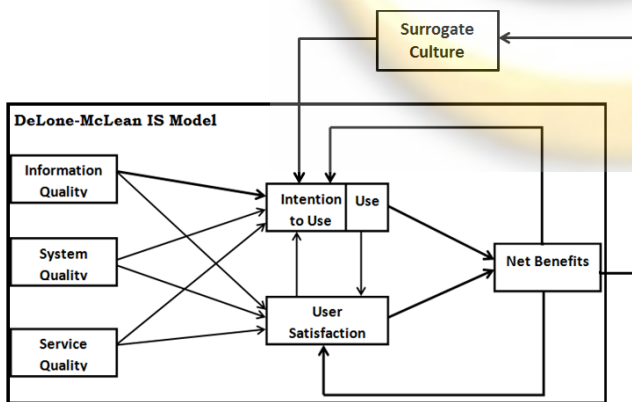 Surrogate
Culture
DeLone-McLean IS Model
Information
Quality
Intention
to Use
Use
System
Quality
Net Benefits
User
Satisfaction
Service
Quality